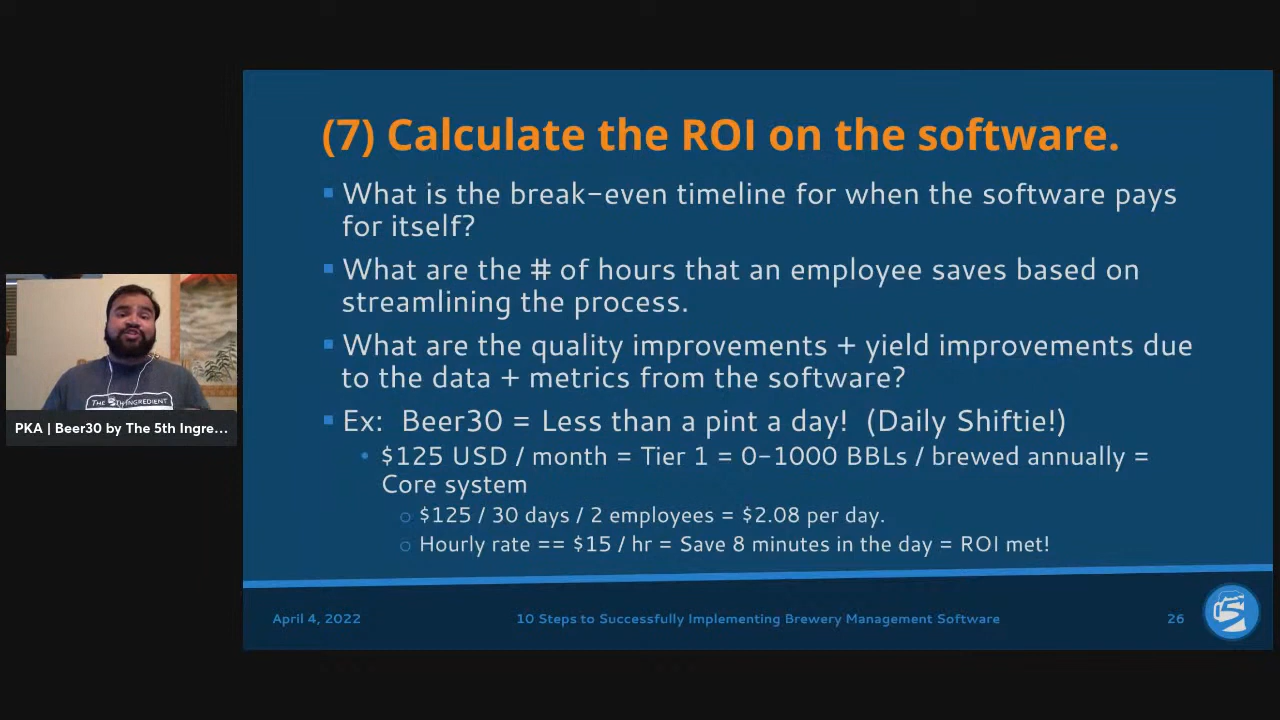 (7) Calculate the ROI on the software.
What is the break-even timeline for when the software pays
for itself?
What are the # of hours that an employee saves based on
streamlining the process.
What are the quality improvements + yield improvements due
to the data + metrics from the software?
Ex: Beer30 = Less than a pint a day! (Daily Shiftie!)
$125 USD / month = Tier 1 = 0-1000 BBLs / brewed annually =
Core system
$125 / 30 days / 2 employees = $2.08 per day.
Hourly rate == $15 / hr = Save 8 minutes in the day = ROI met!
THE 5TH INGREDIENT
PKA | Beer30 by The 5th Ingre...
April 4, 2022
10 Steps to Successfully Implementing Brewery Management Software
26
5